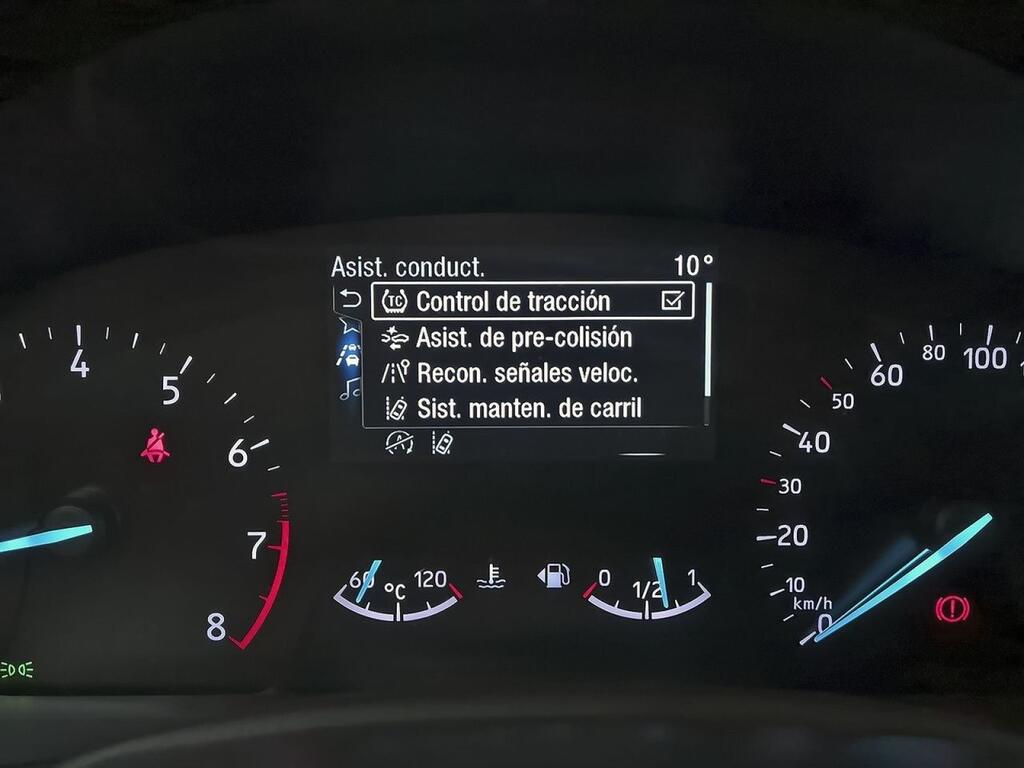 Asist. conduct. 10°
TC Control de tracción
Asist. de pre-colisión
Recon. señales veloc.
Sist. manten. de carril
4
5
6
7
8
60 °C 120
0 1/2 1
0
10
20
30
40
50
60
80
100
km/h